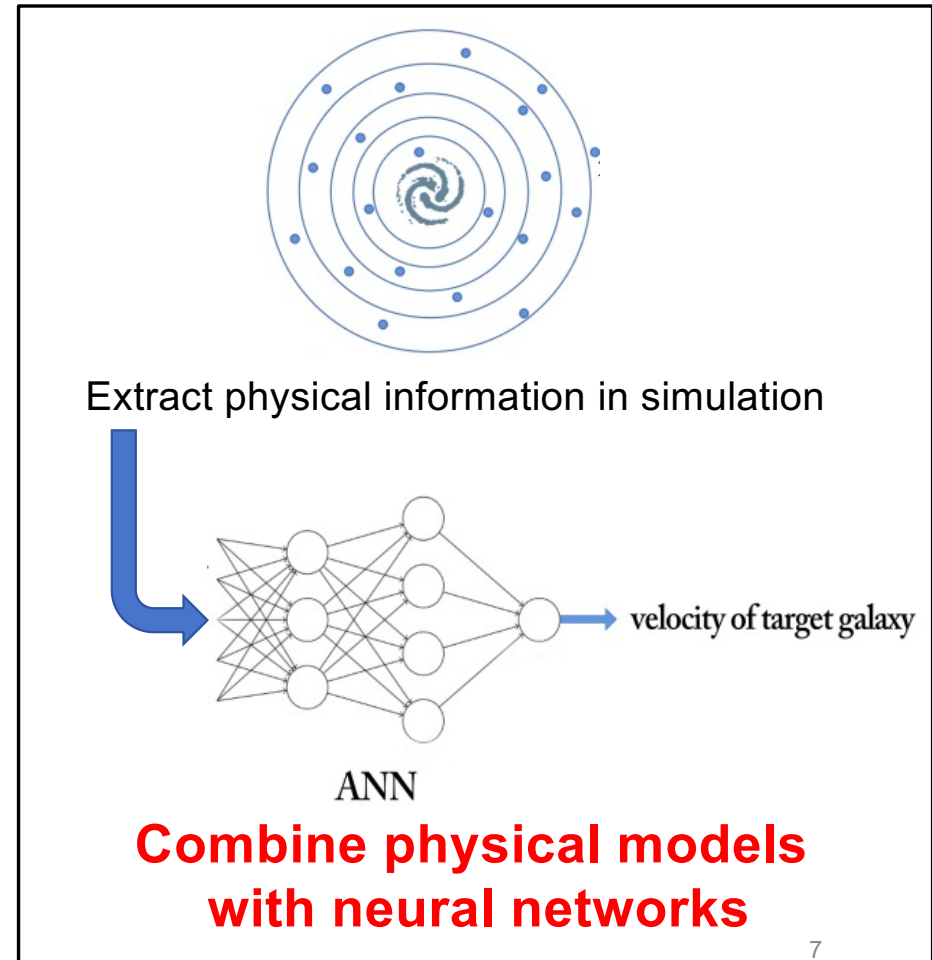 Extract physical information in simulation
velocity of target galaxy
ANN
Combine physical models
with neural networks
7